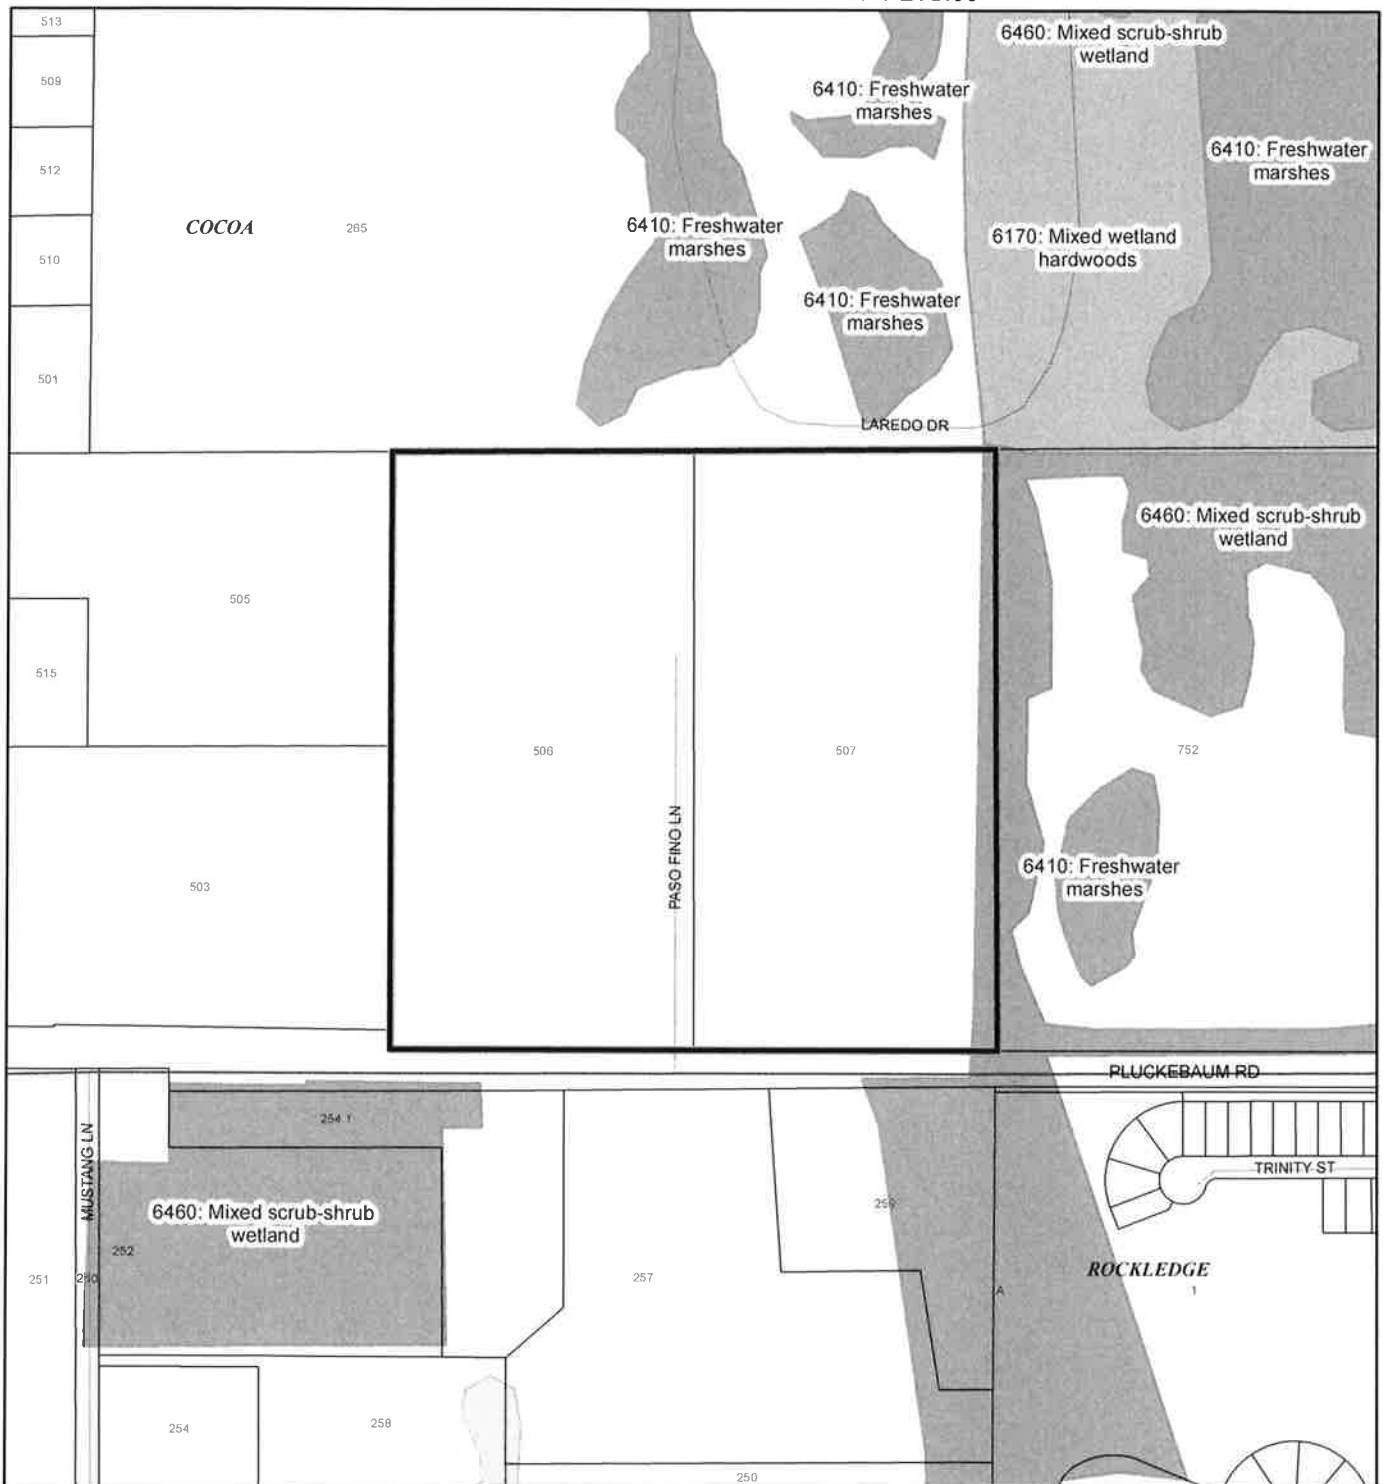 513
6460: Mixed scrub-shrub
wetland
509
6410: Freshwater
marshes
6410: Freshwater
marshes
512
COCOA
265
6410: Freshwater
marshes
6170: Mixed wetland
hardwoods
510
6410: Freshwater
marshes
501
LAREDO DR
6460: Mixed scrub-shrub
wetland
505
515
506
507
752
PASO FINO LN
6410: Freshwater
marshes
503
PLUCKEBAUM RD
254.1
MUSTANG LN
TRINITY ST
6460: Mixed scrub-shrub
wetland
252
251
257
ROCKLEDGE
A
1
254
258
250